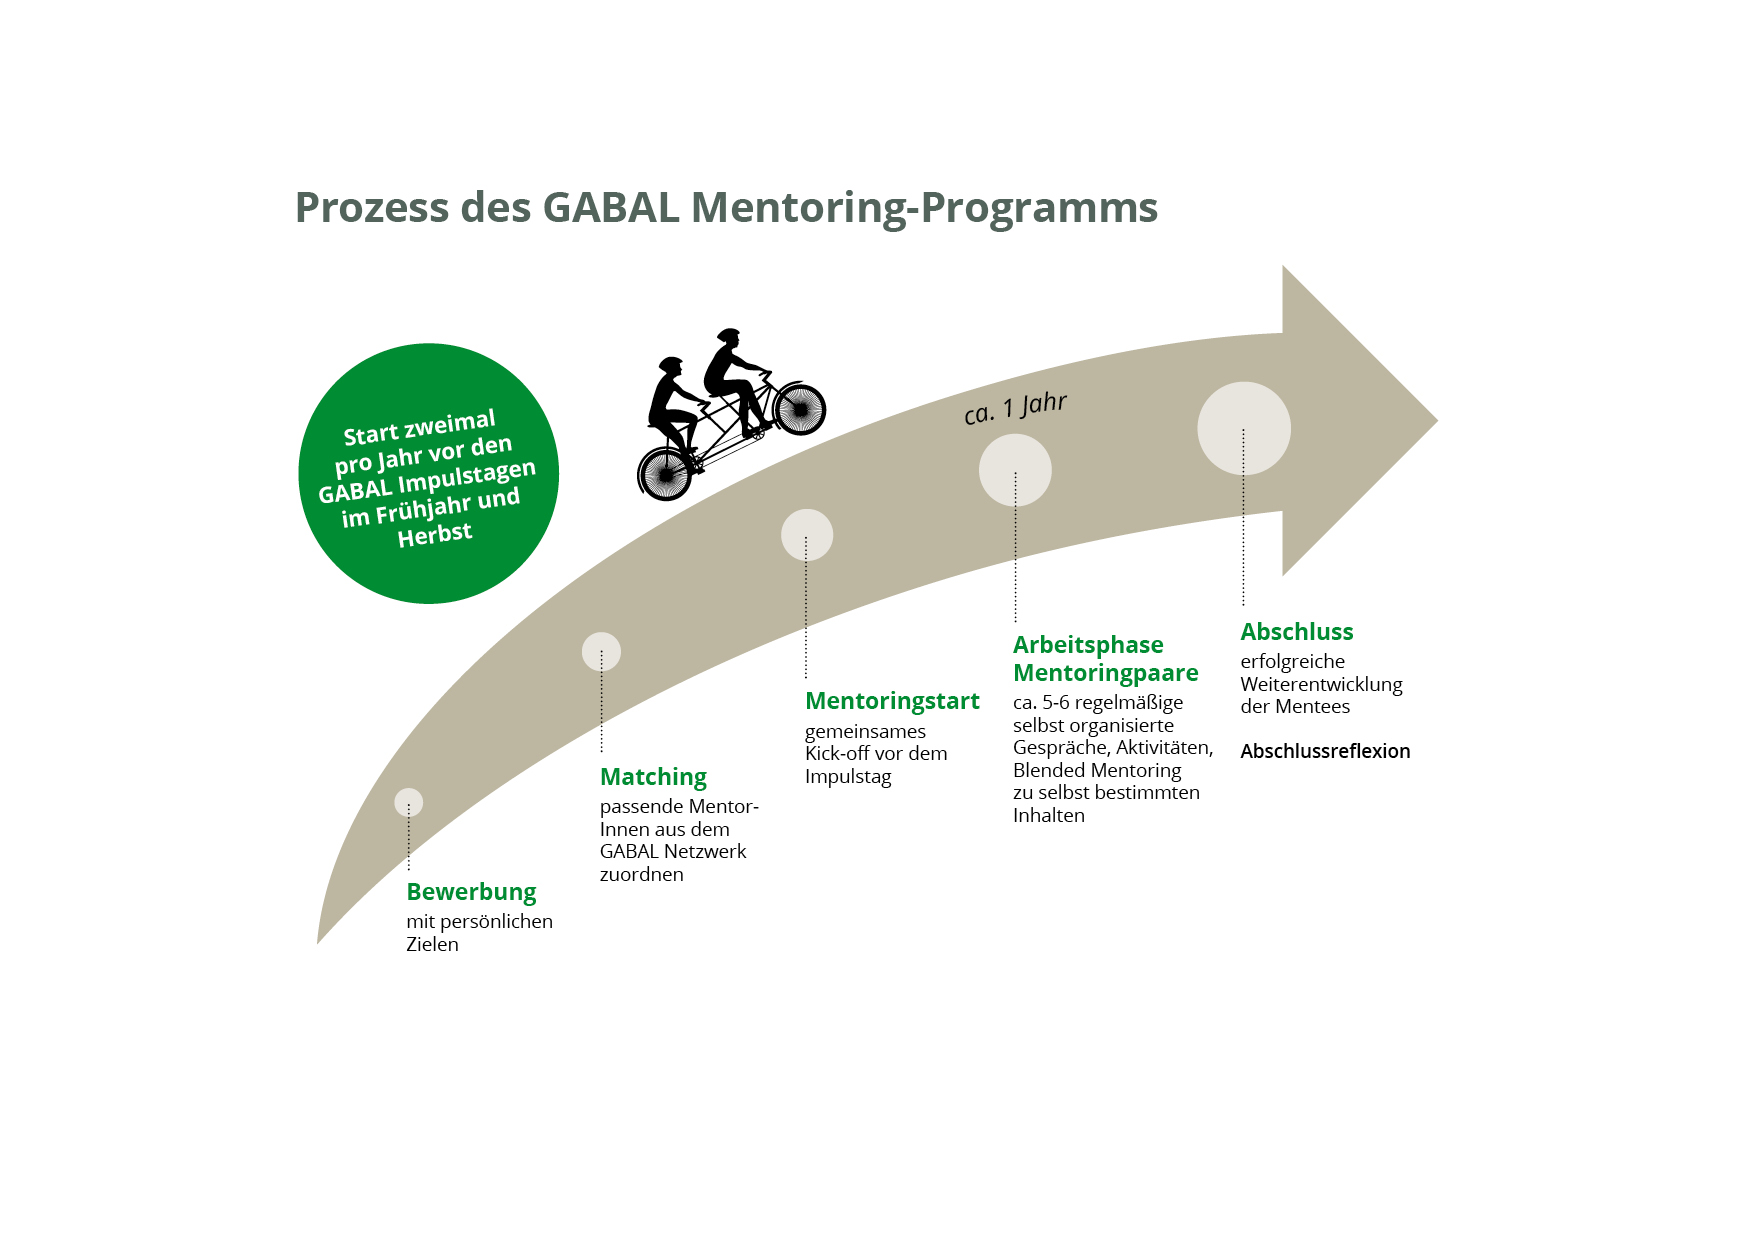 Prozess des GABAL Mentoring-Programms
Start zweimal
pro Jahr vor den
GABAL Impulstagen
im Frühjahr und
Herbst
ca. 1 Jahr
Bewerbung
mit persönlichen
Zielen
Matching
passende Mentor-
Innen aus dem
GABAL Netzwerk
zuordnen
Mentoringstart
gemeinsames
Kick-off vor dem
Impulstag
Arbeitsphase
Mentoringpaare
ca. 5-6 regelmäßige
selbst organisierte
Gespräche, Aktivitäten,
Blended Mentoring
zu selbst bestimmten
Inhalten
Abschluss
erfolgreiche
Weiterentwicklung
der Mentees
Abschlussreflexion